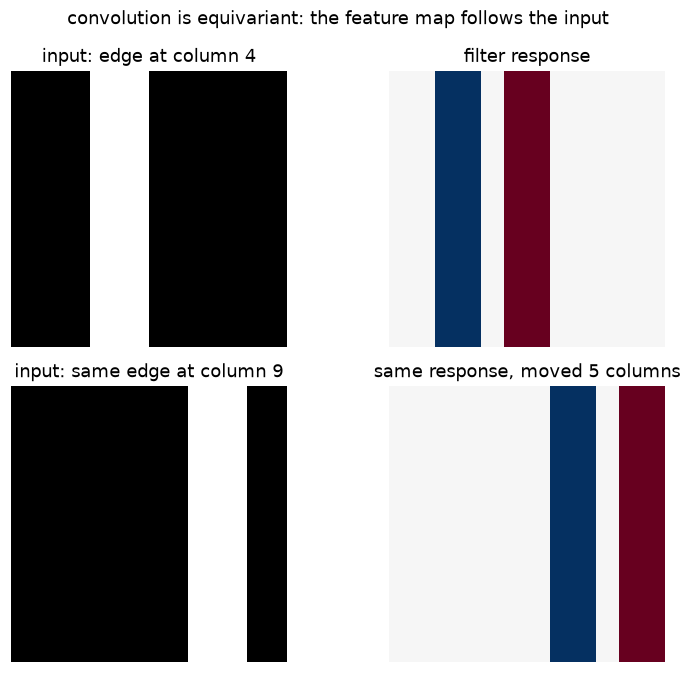 convolution is equivariant: the feature map follows the input
input: edge at column 4
filter response
input: same edge at column 9
same response, moved 5 columns